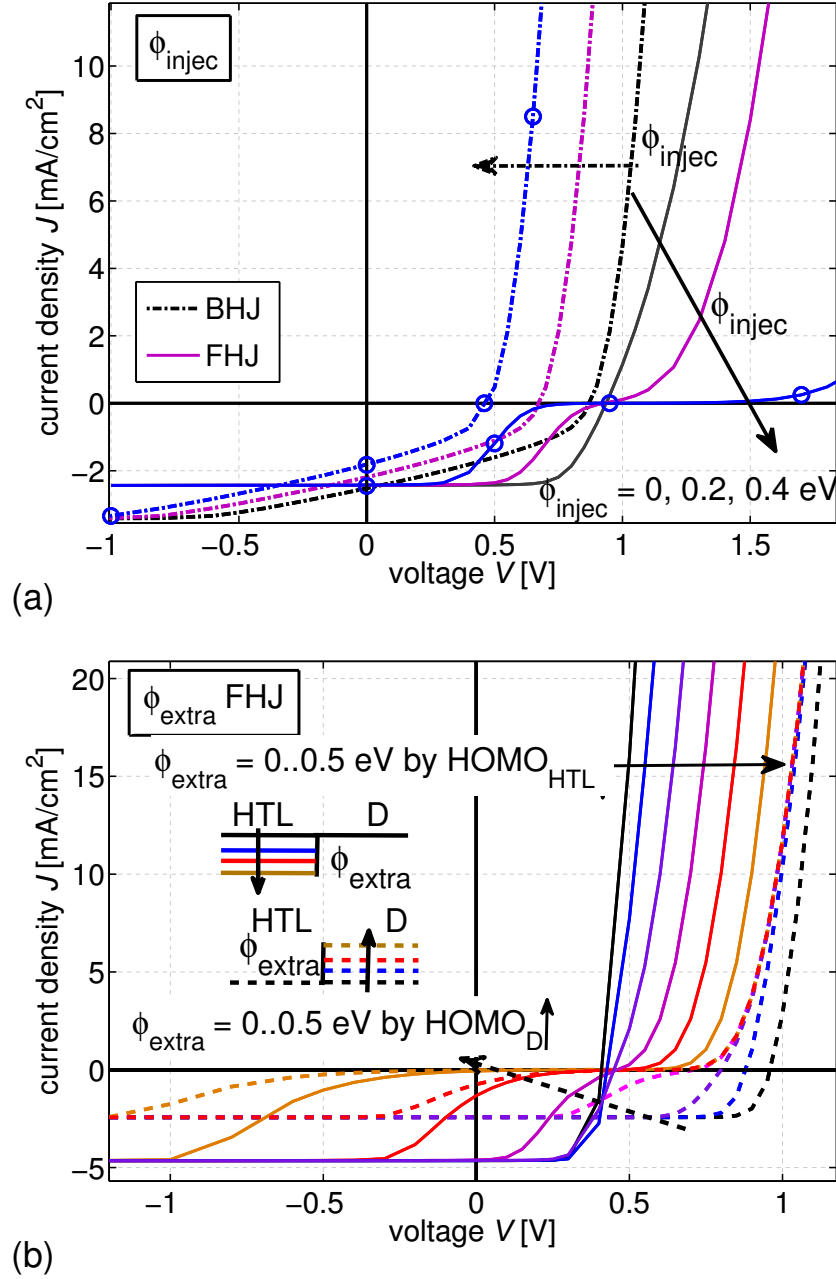 ϕinjec
10
8
6
4
2
0
−2
current density J [mA/cm²]
BHJ
FHJ
ϕinjec
ϕinjec
ϕinjec = 0, 0.2, 0.4 eV
−1 −0.5 0 0.5 1 1.5
voltage V [V]
(a)
20
15
10
5
0
−5
current density J [mA/cm²]
ϕextra FHJ
ϕextra = 0..0.5 eV by HOMOHTL
HTL D
ϕextra
HTL D
ϕextra
ϕextra = 0..0.5 eV by HOMOD
−1 −0.5 0 0.5 1
voltage V [V]
(b)